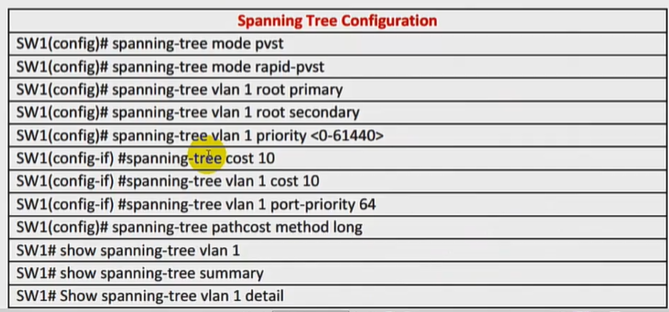 Spanning Tree Configuration
SW1(config)# spanning-tree mode pvst
SW1(config)# spanning-tree mode rapid-pvst
SW1(config)# spanning-tree vlan 1 root primary
SW1(config)# spanning-tree vlan 1 root secondary
SW1(config)# spanning-tree vlan 1 priority <0-61440>
SW1(config-if) #spanning-tree cost 10
SW1(config-if) #spanning-tree vlan 1 cost 10
SW1(config-if) #spanning-tree vlan 1 port-priority 64
SW1(config)# spanning-tree pathcost method long
SW1# show spanning-tree vlan 1
SW1# show spanning-tree summary
SW1# Show spanning-tree vlan 1 detail